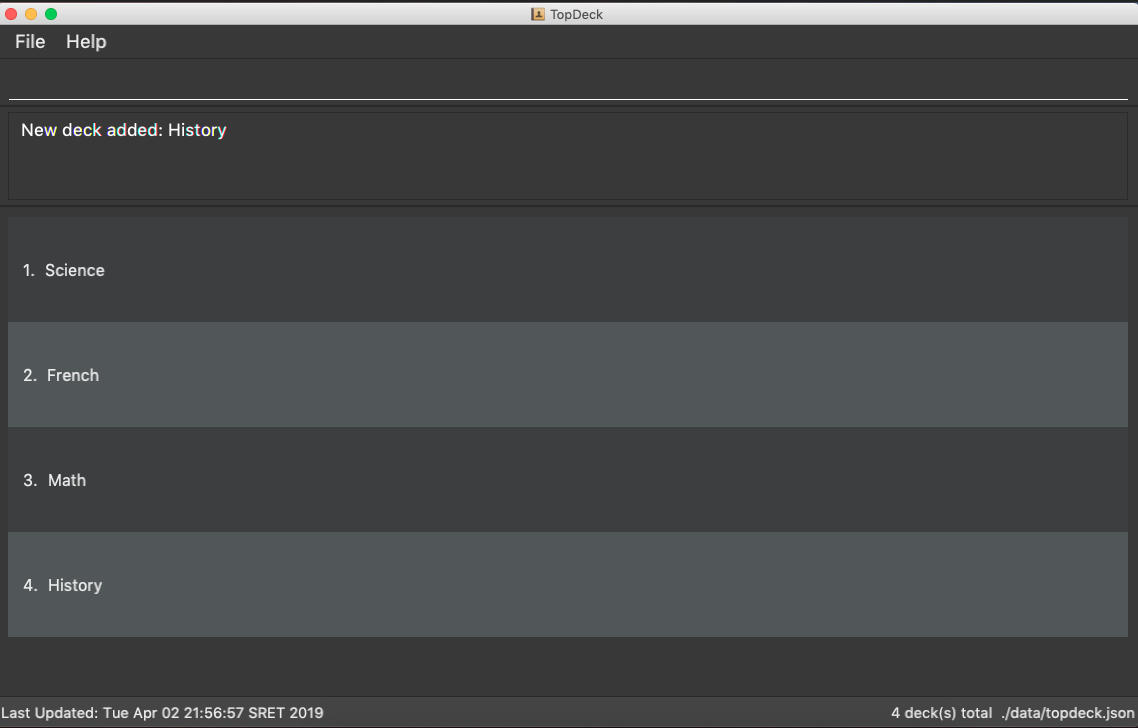 TopDeck
File Help
New deck added: History
1. Science
2. French
3. Math
4. History
Last Updated: Tue Apr 02 21:56:57 SRET 2019 4 deck(s) total ./data/topdeck.json